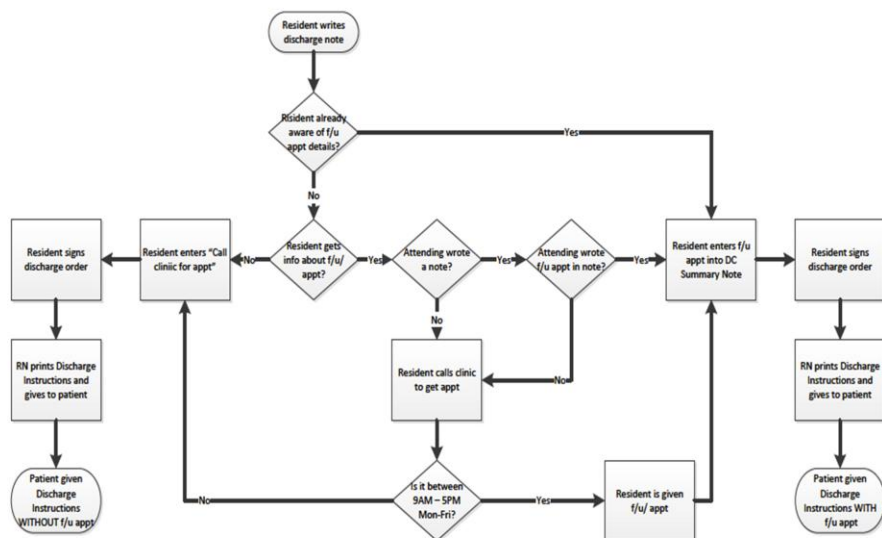 Resident writes
discharge note
Risident already
aware of f/u
appt details?
Yes
No
Resident signs
discharge order
Resident enters “Call
cliniic for appt”
No
Resident gets
info about f/u/
appt?
Yes
Attending wrote
a note?
Yes
Attending wrote
f/u appt in note?
Yes
Resident enters f/u
appt into DC
Summary Note
Resident signs
discharge order
No
No
RN prints Discharge
Instructions and
gives to patient
Resident calls clinic
to get appt
RN prints Discharge
Instructions and
gives to patient
Patient given
Discharge
Instructions
WITHOUT f/u appt
No
Is it between
9AM – 5PM
Mon-Fri?
Yes
Resident is given
f/u/ appt
Patient given
Discharge
Instructions WITH
f/u appt